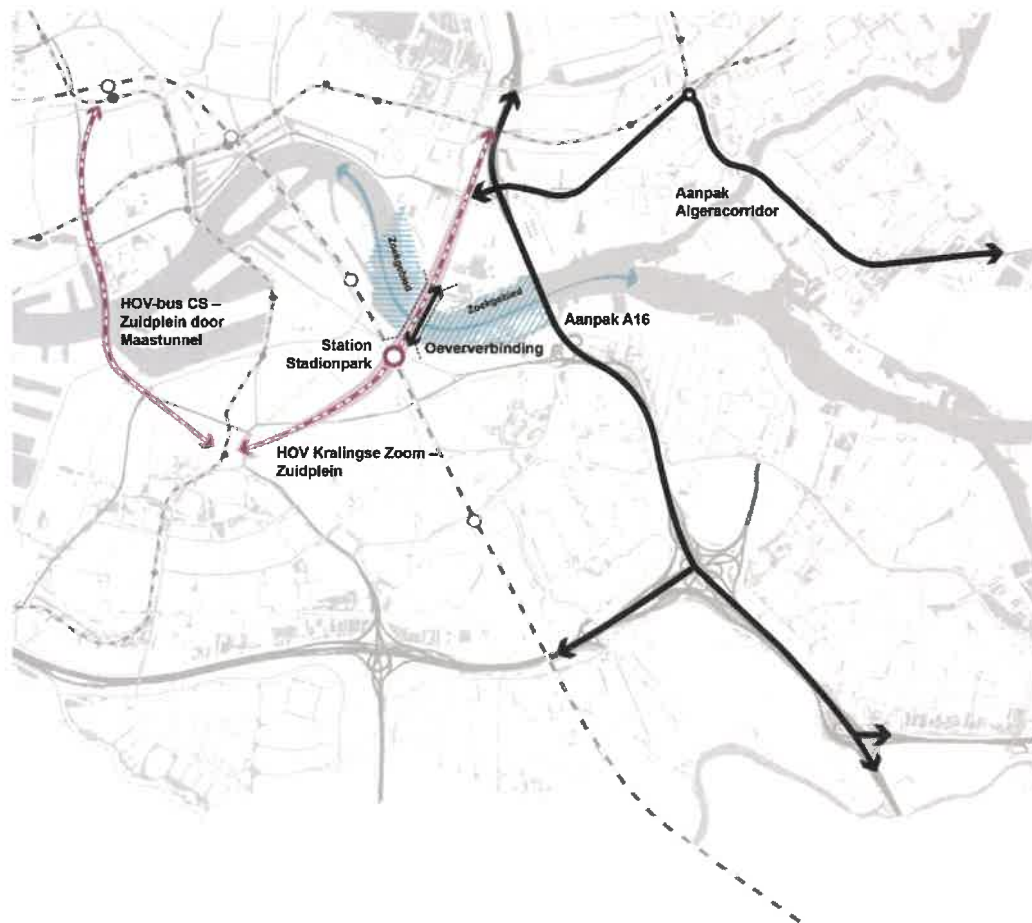 Aanpak
Algeracorridor
Zoekgebied
Zoekgebied
HOV-bus CS –
Zuidplein door
Maastunnel
Aanpak A16
Station
Stadionpark
Oeververbinding
HOV Kralingse Zoom –
Zuidplein